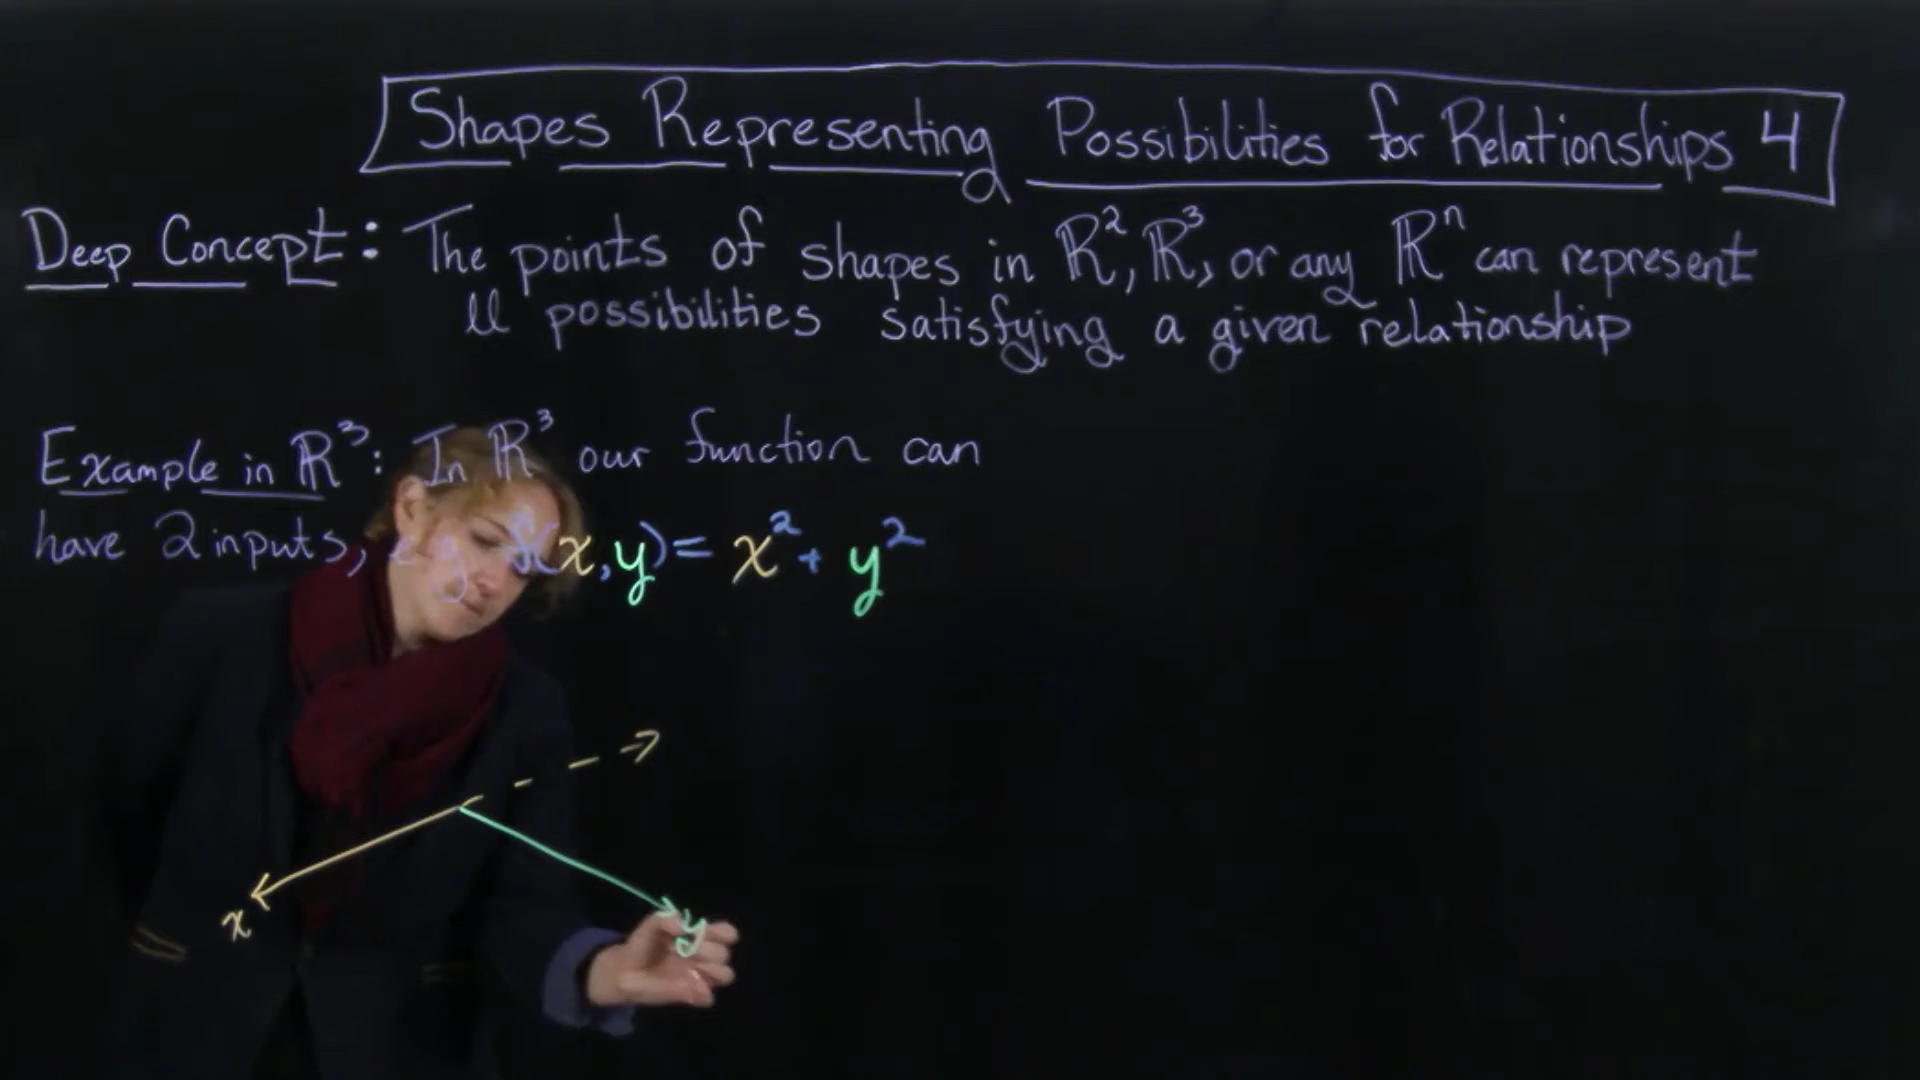 Shapes Representing Possibilities for Relationships 4
Deep Concept: The points of shapes in ℝ², ℝ³, or any ℝⁿ can represent
ll possibilities satisfying a given relationship
Example in ℝ³: In ℝ³ our function can
have 2 inputs, eg f(x,y) = x² + y²
x
y